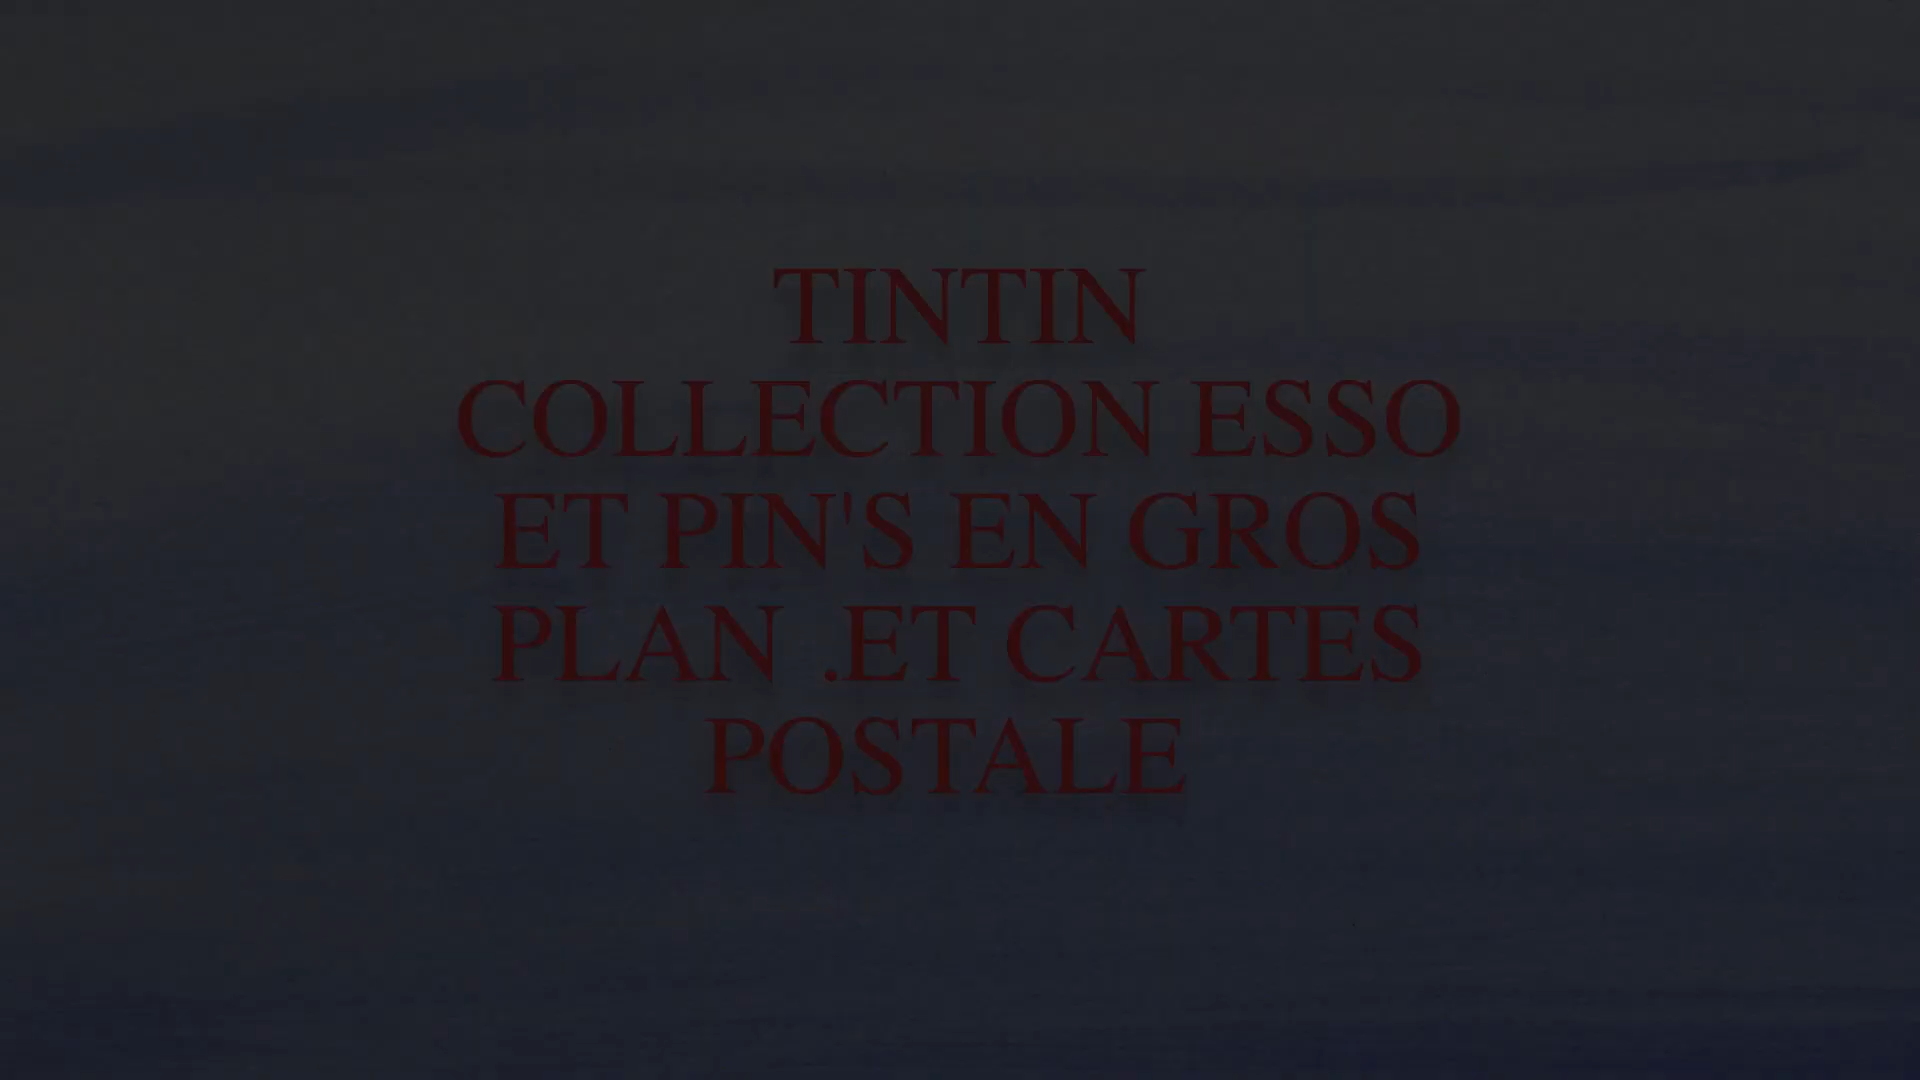 TINTIN
COLLECTION ESSO
ET PIN'S EN GROS
PLAN .ET CARTES
POSTALE